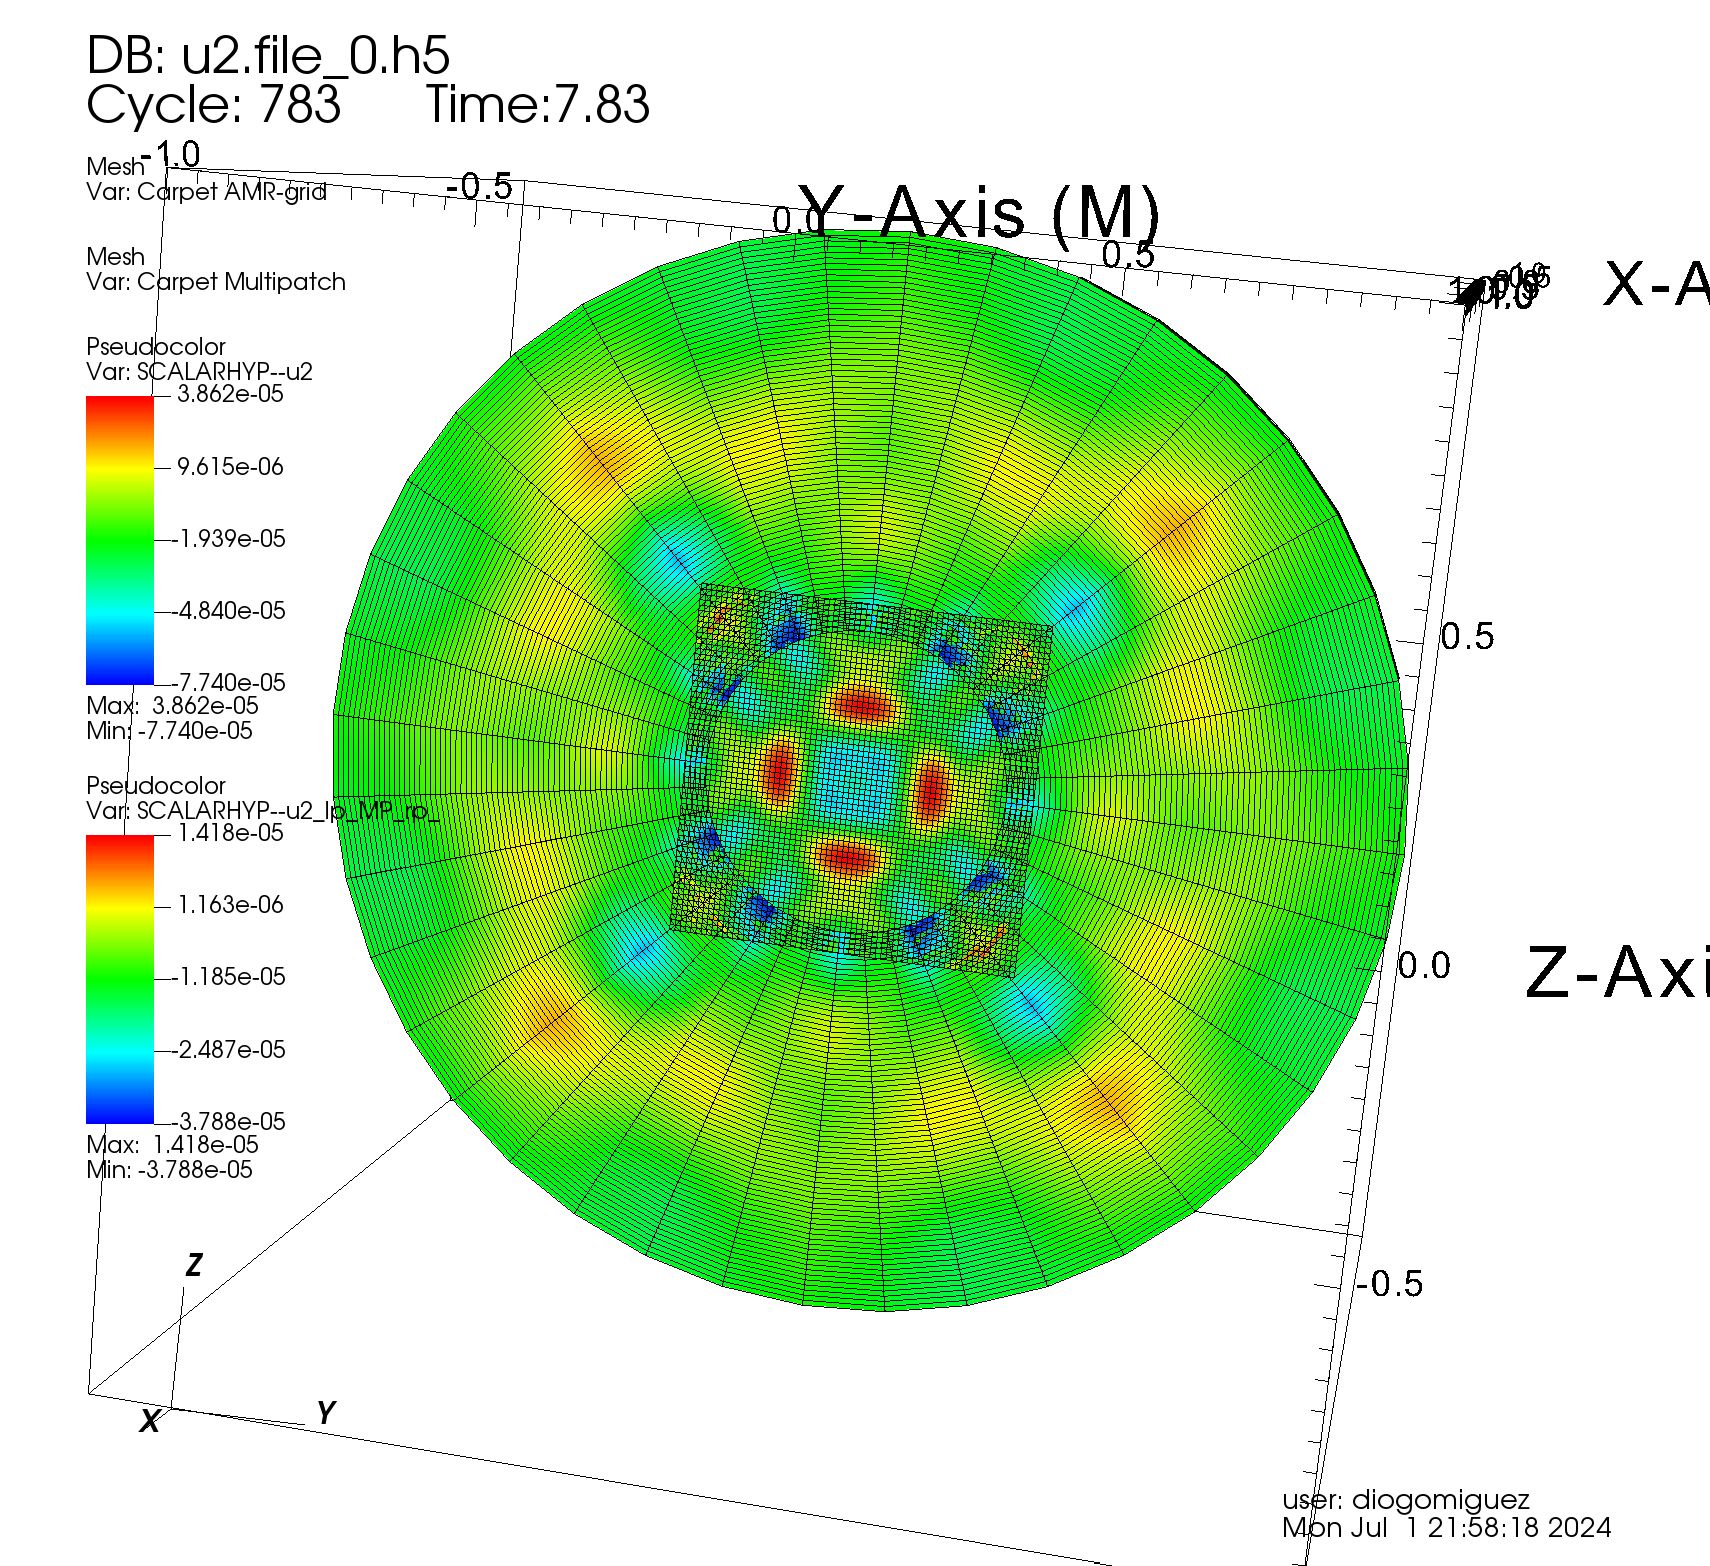 DB: u2.file_0.h5
Cycle: 783 Time:7.83
Mesh
Var: Carpet AMR-grid
Mesh
Var: Carpet Multipatch
Pseudocolor
Var: SCALARHYP--u2
3.862e-05
9.615e-06
-1.939e-05
-4.840e-05
-7.740e-05
Max: 3.862e-05
Min: -7.740e-05
Pseudocolor
Var: SCALARHYP--u2_lp_MP_rp_
1.418e-05
1.163e-06
-1.185e-05
-2.487e-05
-3.788e-05
Max: 1.418e-05
Min: -3.788e-05
-1.0
-0.5
0.0
Y-Axis (M)
0.5
1.0
X-A
0.5
0.0
Z-Axi
-0.5
Z
X
Y
user: diogomiguez
Mon Jul 1 21:58:18 2024